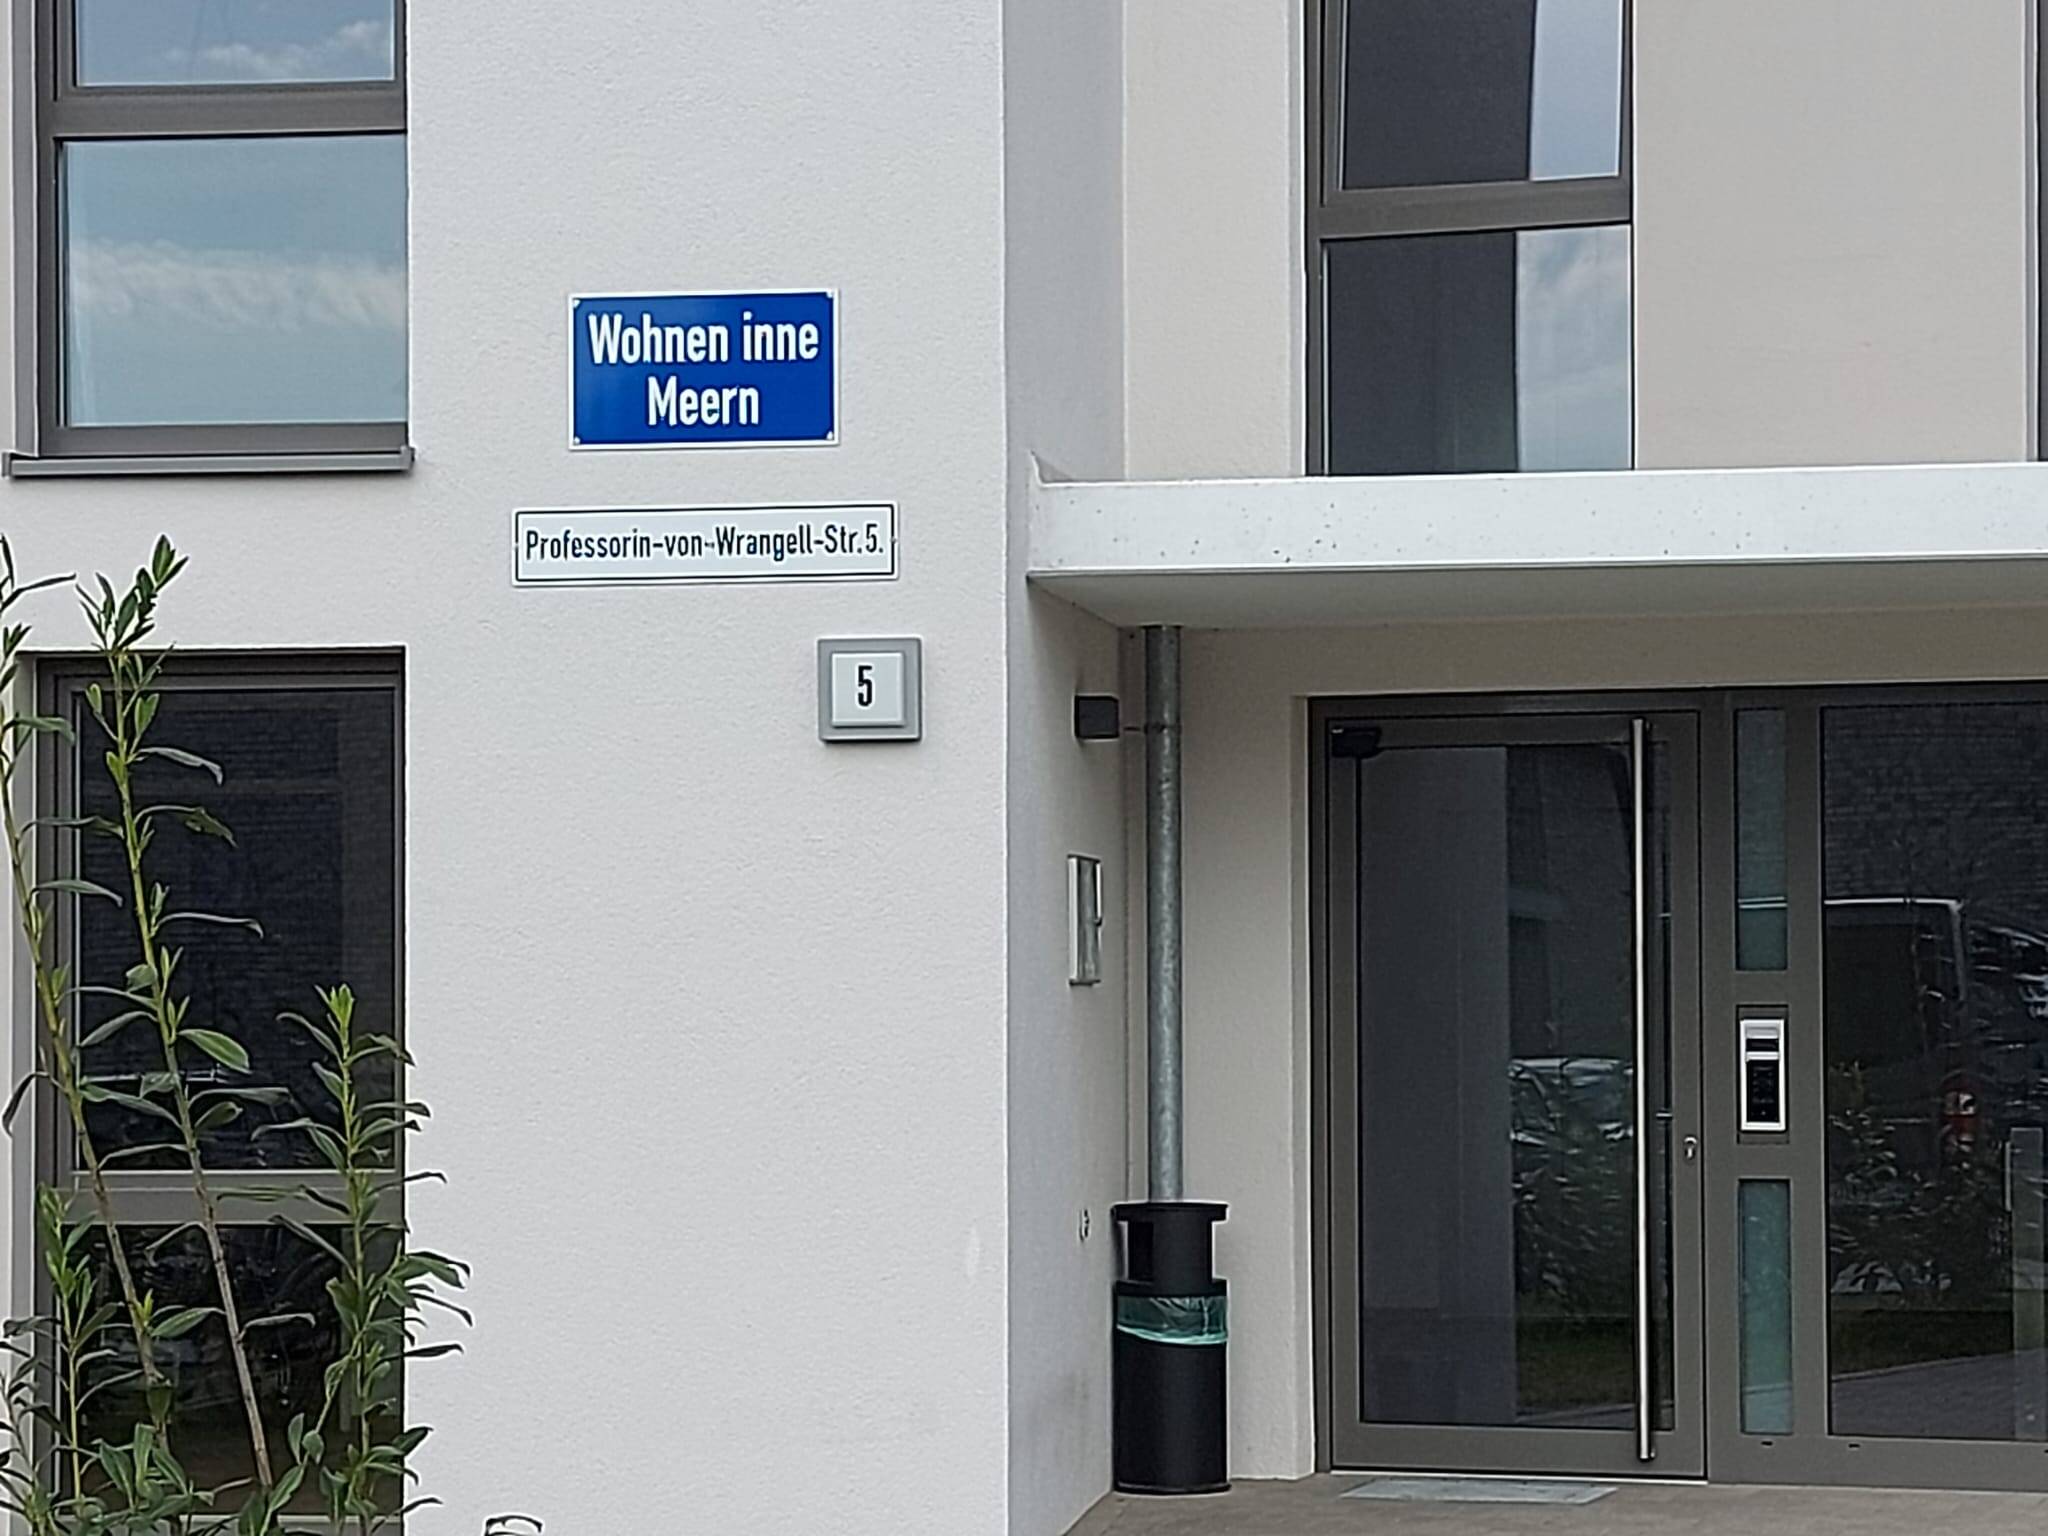 Wohnen inne
Meern
Professorin-von-Wrangell-Str.5.
5